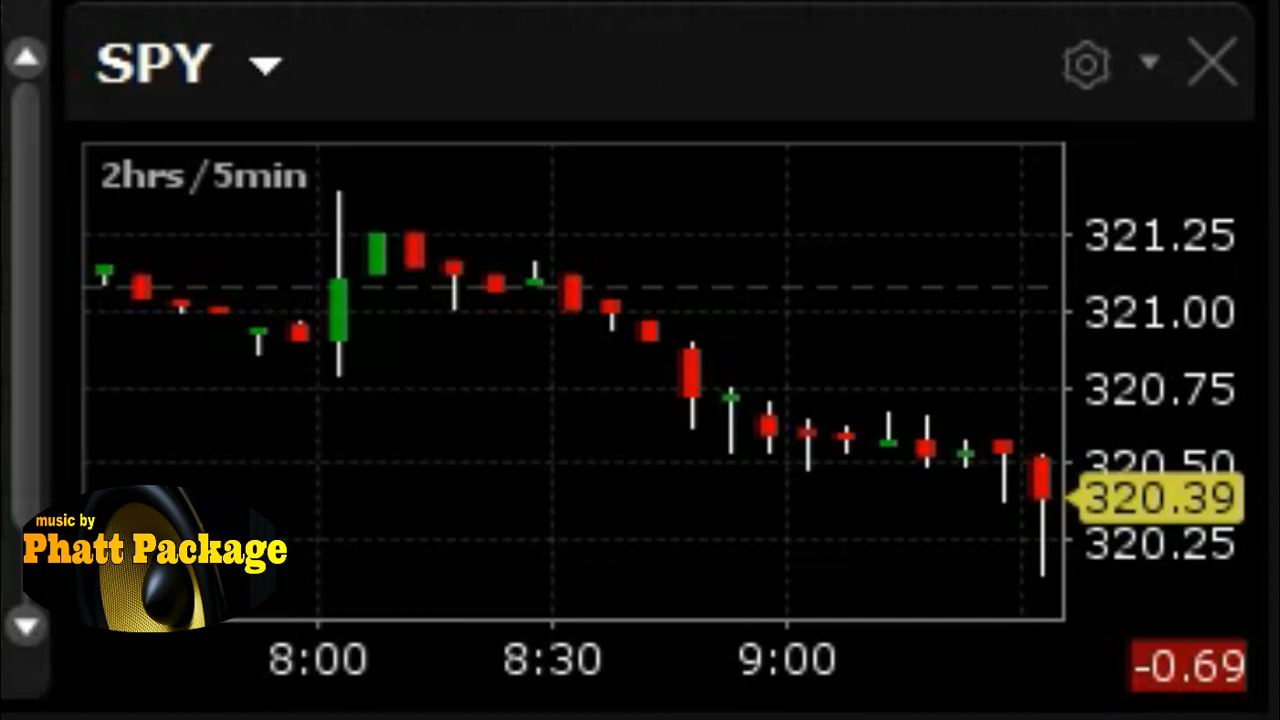 SPY
2hrs/5min
321.25
321.00
320.75
320.50
320.39
320.25
music by
Phatt Package
8:00 8:30 9:00
-0.69